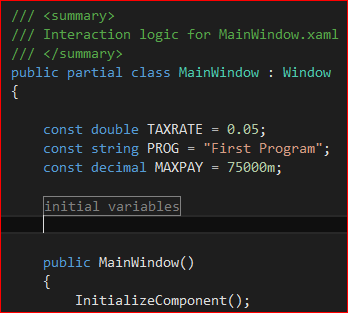 /// <summary>
/// Interaction logic for MainWindow.xaml
/// </summary>
public partial class MainWindow : Window
{
const double TAXRATE = 0.05;
const string PROG = "First Program";
const decimal MAXPAY = 75000m;
initial variables
public MainWindow()
{
InitializeComponent();